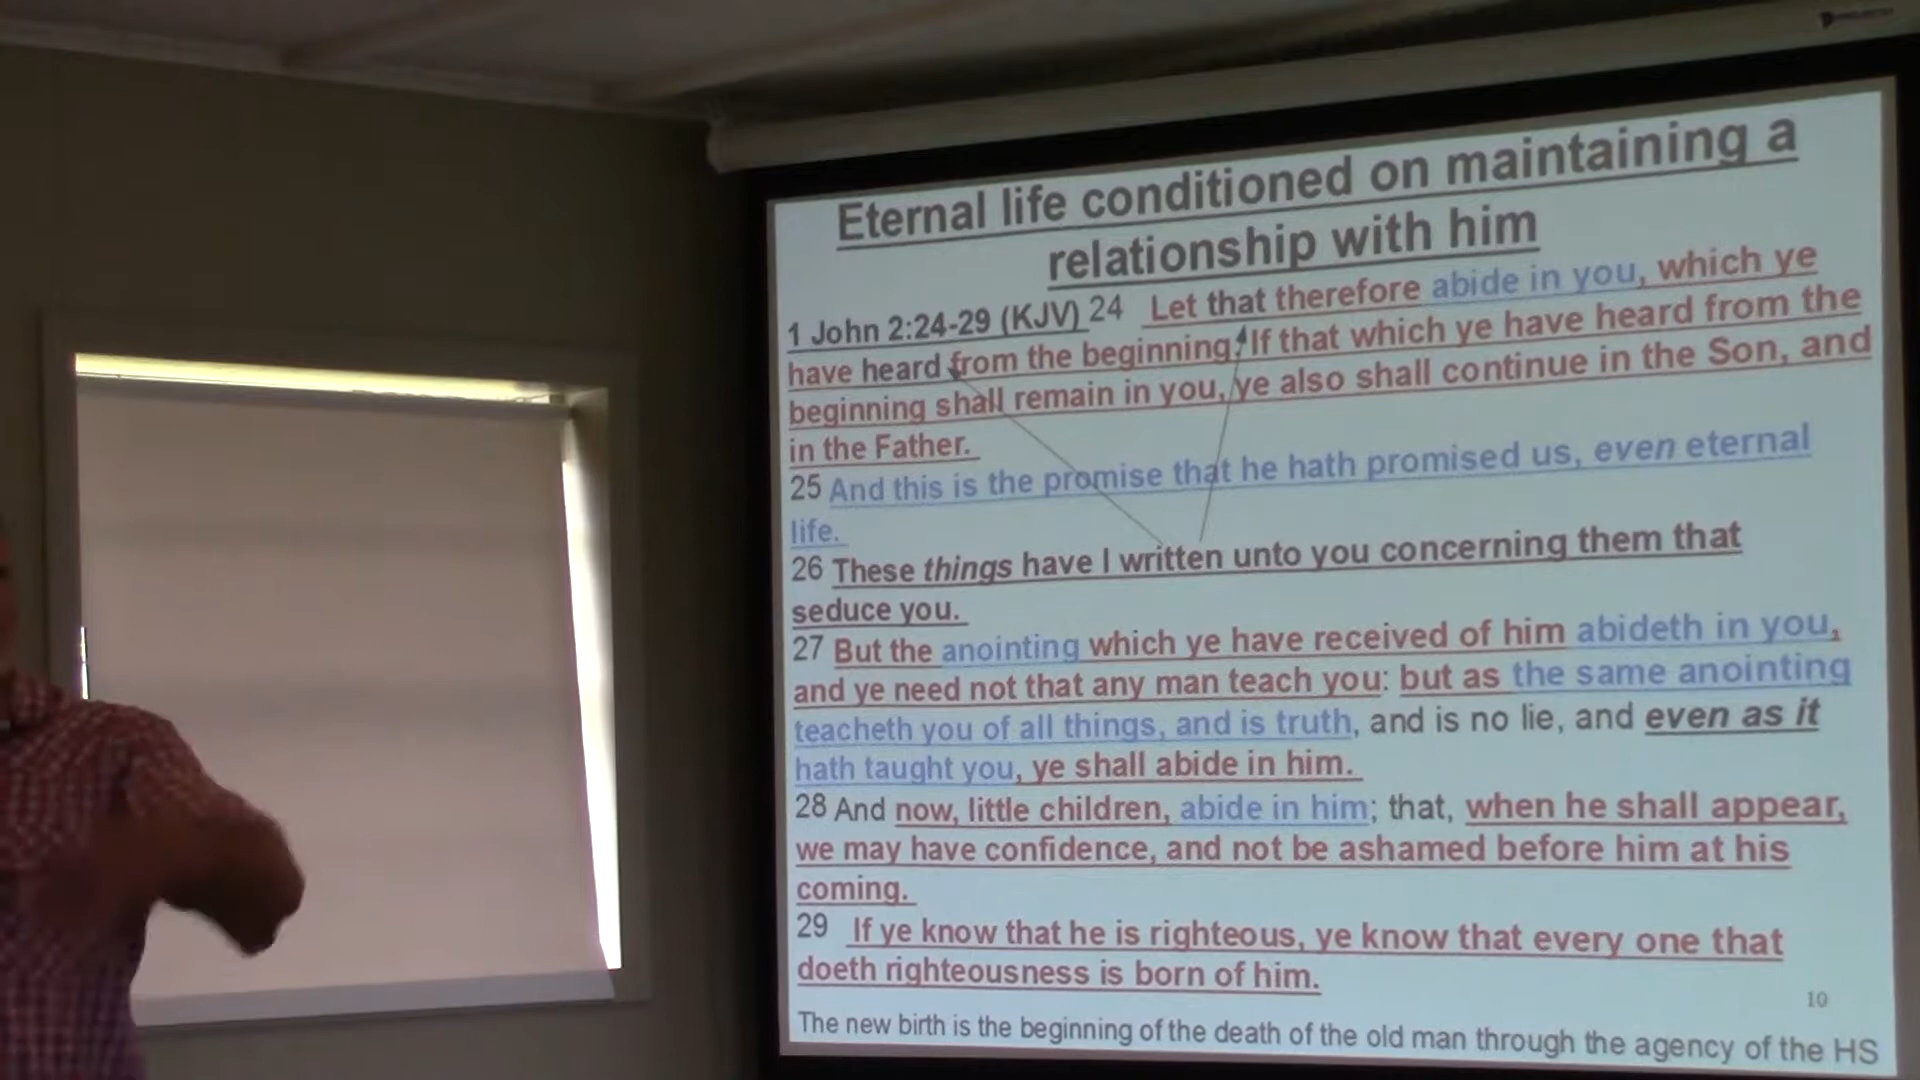 Eternal life conditioned on maintaining a
relationship with him
1 John 2:24-29 (KJV) 24 Let that therefore abide in you, which ye
have heard from the beginning. If that which ye have heard from the
beginning shall remain in you, ye also shall continue in the Son, and
in the Father.
25 And this is the promise that he hath promised us, even eternal
life.
26 These things have I written unto you concerning them that
seduce you.
27 But the anointing which ye have received of him abideth in you,
and ye need not that any man teach you: but as the same anointing
teacheth you of all things, and is truth, and is no lie, and even as it
hath taught you, ye shall abide in him.
28 And now, little children, abide in him; that, when he shall appear,
we may have confidence, and not be ashamed before him at his
coming.
29 If ye know that he is righteous, ye know that every one that
doeth righteousness is born of him.
10
The new birth is the beginning of the death of the old man through the agency of the HS